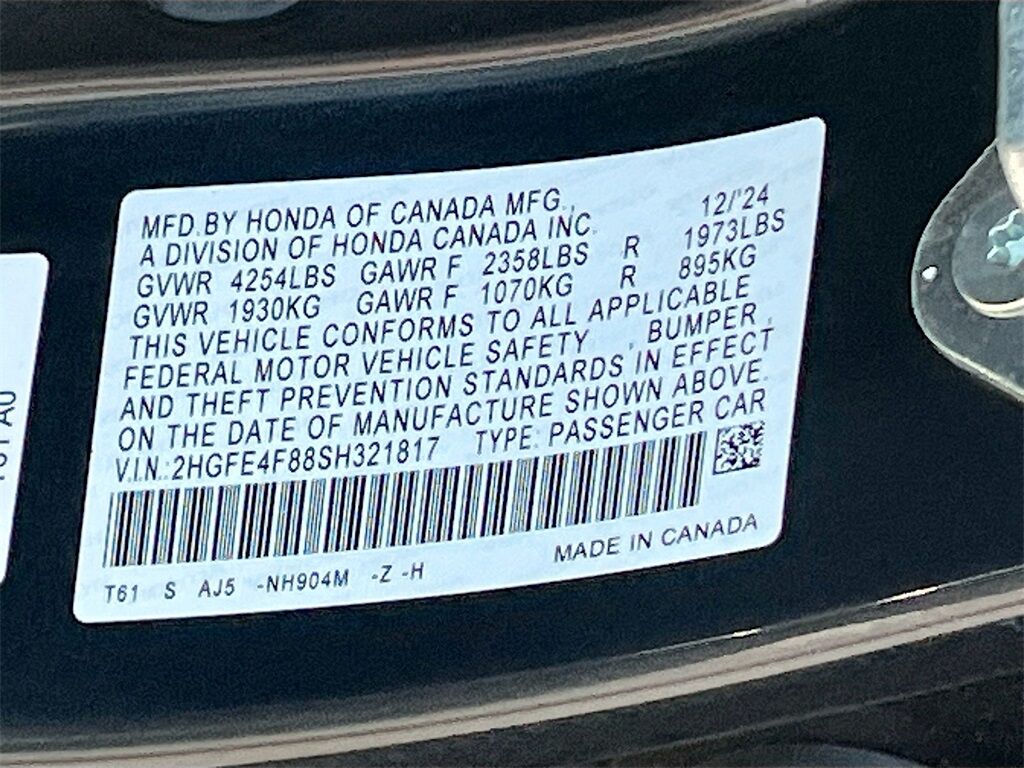 MFD.BY HONDA OF CANADA MFG., 12/'24
A DIVISION OF HONDA CANADA INC.
GVWR 4254LBS GAWR F 2358LBS R 1973LBS
GVWR 1930KG GAWR F 1070KG R 895KG
THIS VEHICLE CONFORMS TO ALL APPLICABLE
FEDERAL MOTOR VEHICLE SAFETY , BUMPER ,
AND THEFT PREVENTION STANDARDS IN EFFECT
ON THE DATE OF MANUFACTURE SHOWN ABOVE.
V.I.N.: 2HGFE4F88SH321817 TYPE: PASSENGER CAR
MADE IN CANADA
T61 S AJ5 -NH904M -Z -H